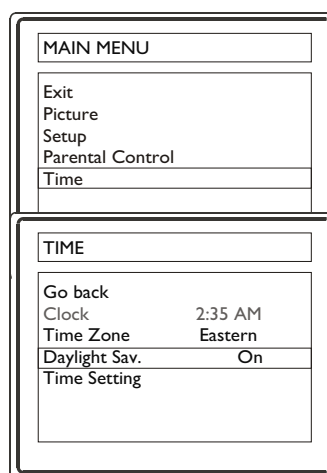 MAIN MENU
Exit
Picture
Setup
Parental Control
Time
TIME
Go back
Clock 2:35 AM
Time Zone Eastern
Daylight Sav. On
Time Setting